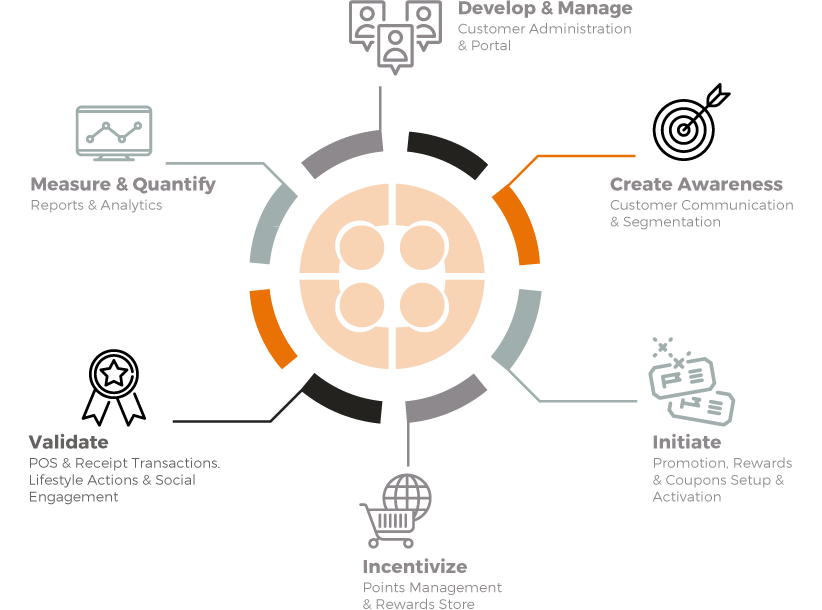 Develop & Manage
Customer Administration
& Portal
Measure & Quantify
Reports & Analytics
Create Awareness
Customer Communication
& Segmentation
Validate
POS & Receipt Transactions,
Lifestyle Actions & Social
Engagement
Initiate
Promotion, Rewards
& Coupons Setup &
Activation
Incentivize
Points Management
& Rewards Store